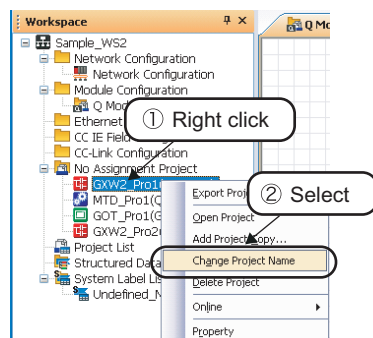 Workspace
Q Mo
Sample_WS2
Network Configuration
Network Configuration
Module Configuration
Q Mod
① Right click
Ethernet
CC IE Field
CC-Link Configuration
No Assignment Project
GXW2_Pro1(
Export Proj
② Select
MTD_Pro1(Q
Open Project
GOT_Pro1(G
Add Project Copy...
GXW2_Pro2(
Project List
Change Project Name
Structured Data
System Label Lis
Delete Project
Undefined_N
Online
Property